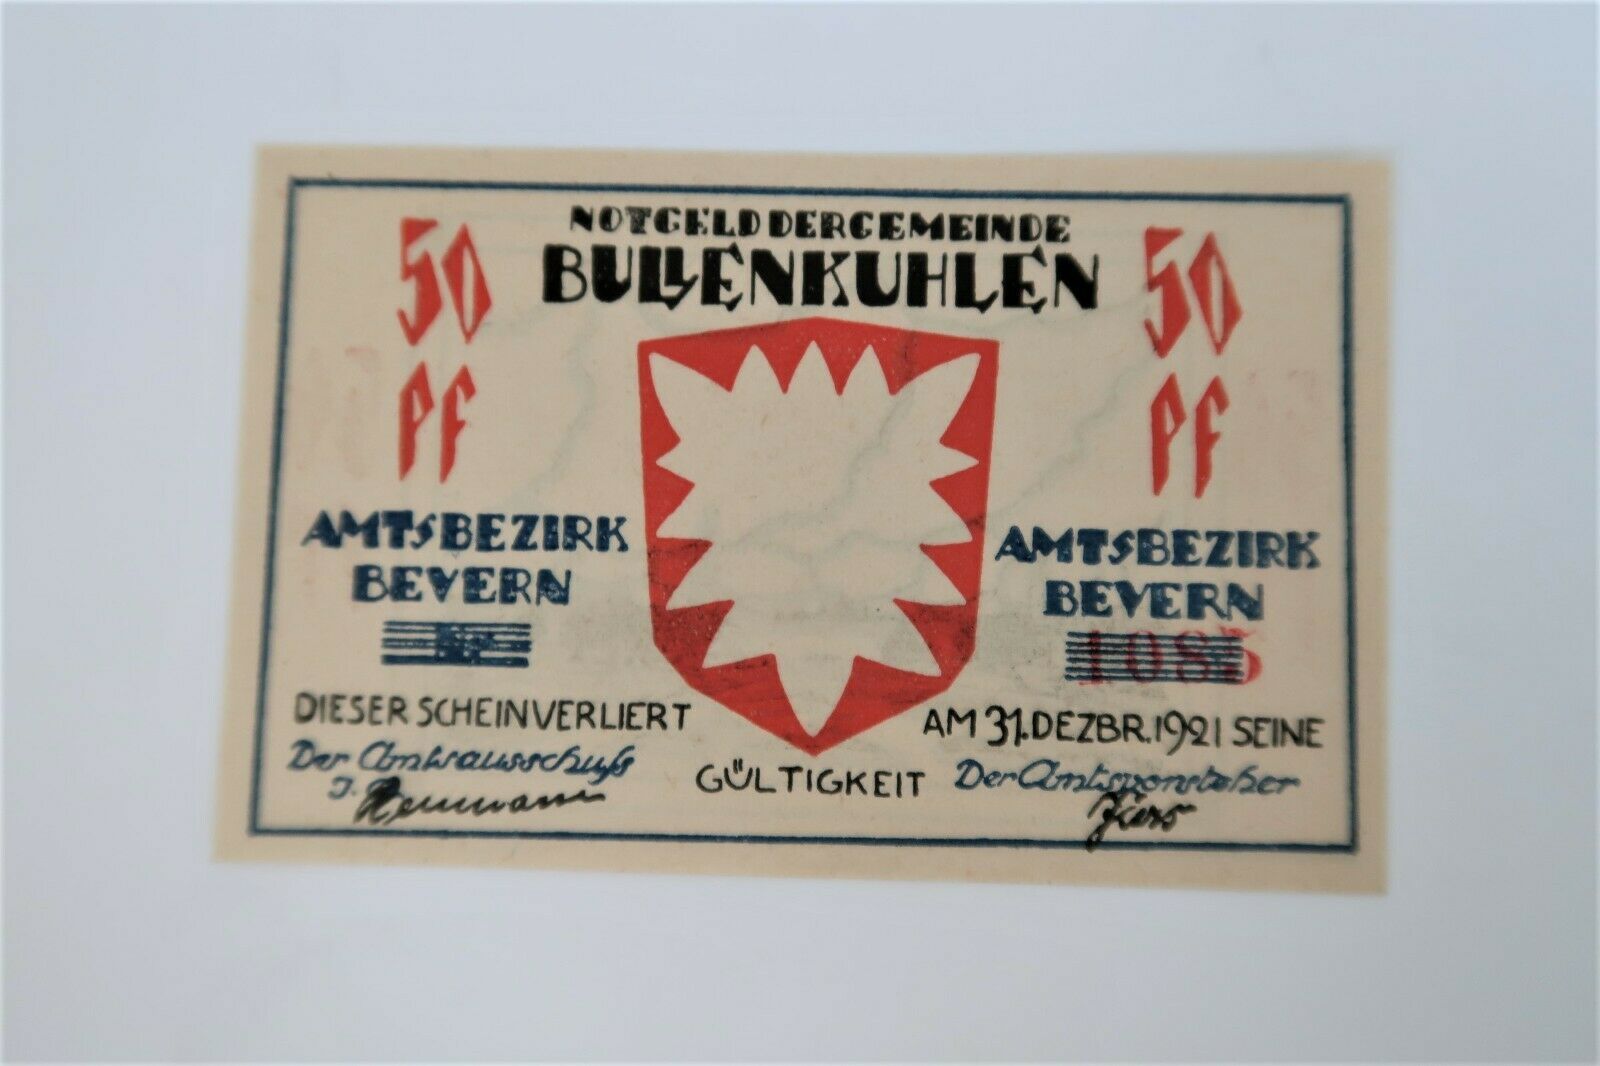 NOTGELD DER GEMEINDE
BULLENKUHLEN
50
PF
50
PF
AMTSBEZIRK
BEVERN
AMTSBEZIRK
BEVERN
1085
DIESER SCHEIN VERLIERT
AM 31. DEZBR. 1921 SEINE
GÜLTIGKEIT
Der Amtsausschuß
Der Amtsvorsteher